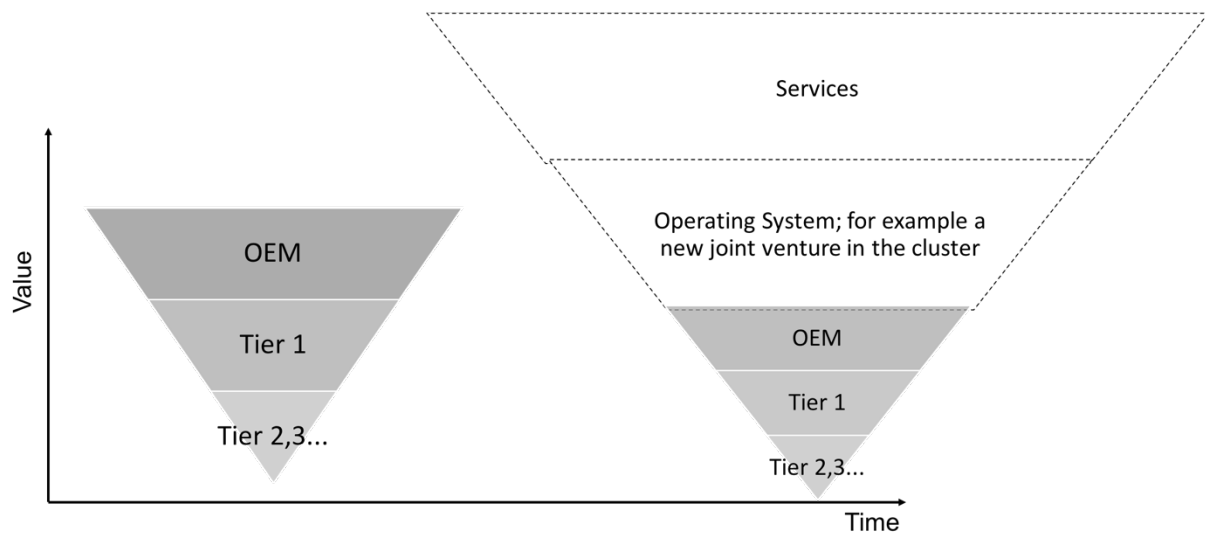 Services
Operating System; for example a
new joint venture in the cluster
Value
OEM
Tier 1
Tier 2,3...
OEM
Tier 1
Tier 2,3...
Time